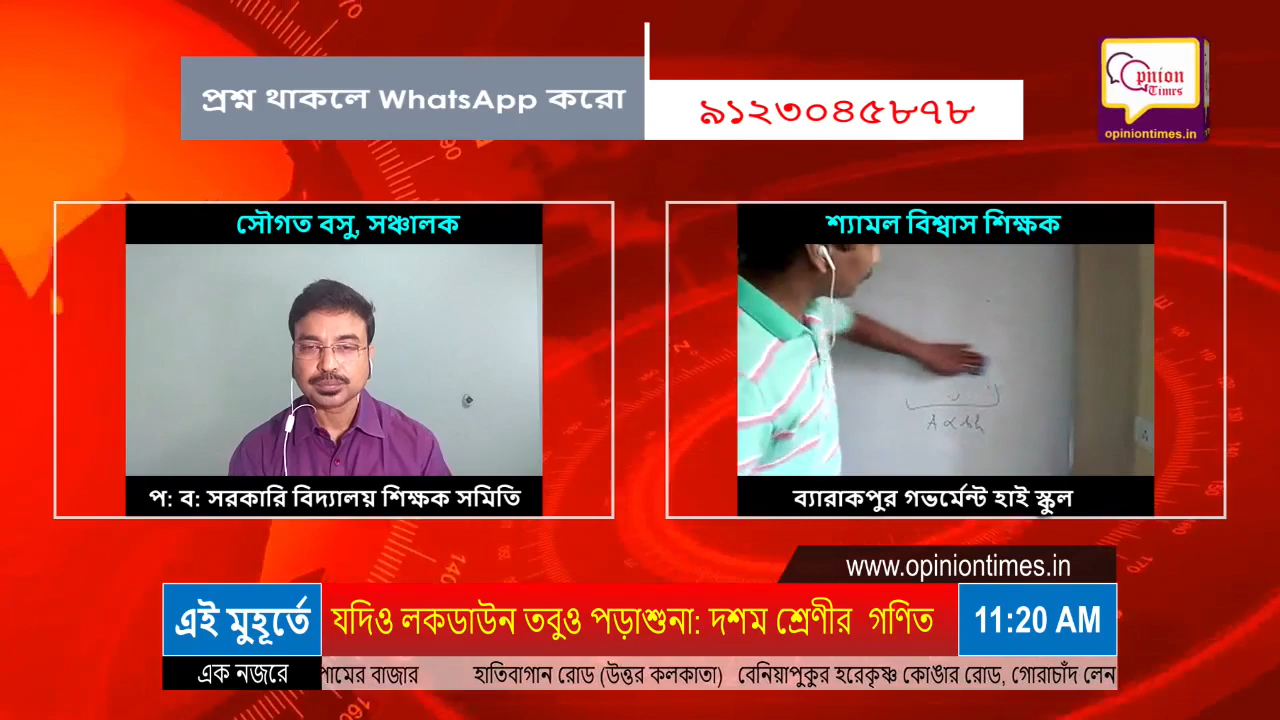 প্রশ্ন থাকলে WhatsApp করো
৯১২৩০৪৫৮৭৮
Opinion
Times
opiniontimes.in
সৌগত বসু, সঞ্চালক
শ্যামল বিশ্বাস শিক্ষক
A ∝ bh
প: ব: সরকারি বিদ্যালয় শিক্ষক সমিতি
ব্যারাকপুর গভর্মেন্ট হাই স্কুল
www.opiniontimes.in
এই মুহূর্তে
যদিও লকডাউন তবুও পড়াশুনা: দশম শ্রেণীর গণিত
11:20 AM
এক নজরে
বাজার হাতিবাগান রোড (উত্তর কলকাতা) বেনিয়াপুকুর হরেকৃষ্ণ কোঙার রোড, গোরাচাঁদ লেন